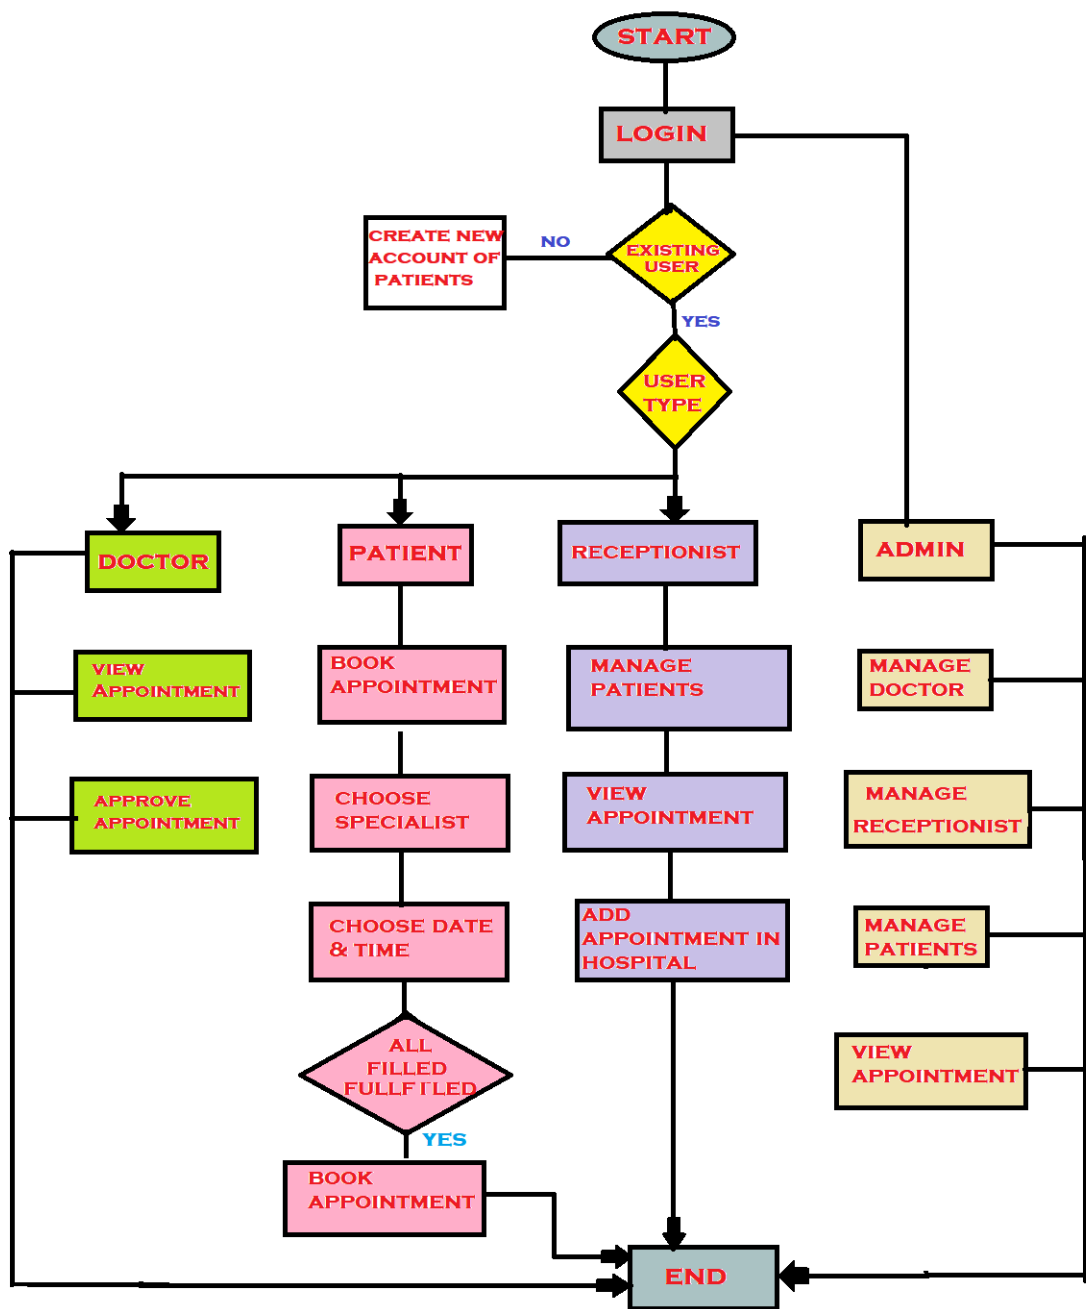 START
LOGIN
CREATE NEW
ACCOUNT OF
PATIENTS
NO
EXISTING
USER
YES
USER
TYPE
DOCTOR
PATIENT
RECEPTIONIST
ADMIN
VIEW
APPOINTMENT
BOOK
APPOINTMENT
MANAGE
PATIENTS
MANAGE
DOCTOR
APPROVE
APPOINTMENT
CHOOSE
SPECIALIST
VIEW
APPOINTMENT
MANAGE
RECEPTIONIST
CHOOSE DATE
& TIME
ADD
APPOINTMENT IN
HOSPITAL
MANAGE
PATIENTS
ALL
FILLED
FULLFILED
VIEW
APPOINTMENT
YES
BOOK
APPOINTMENT
END